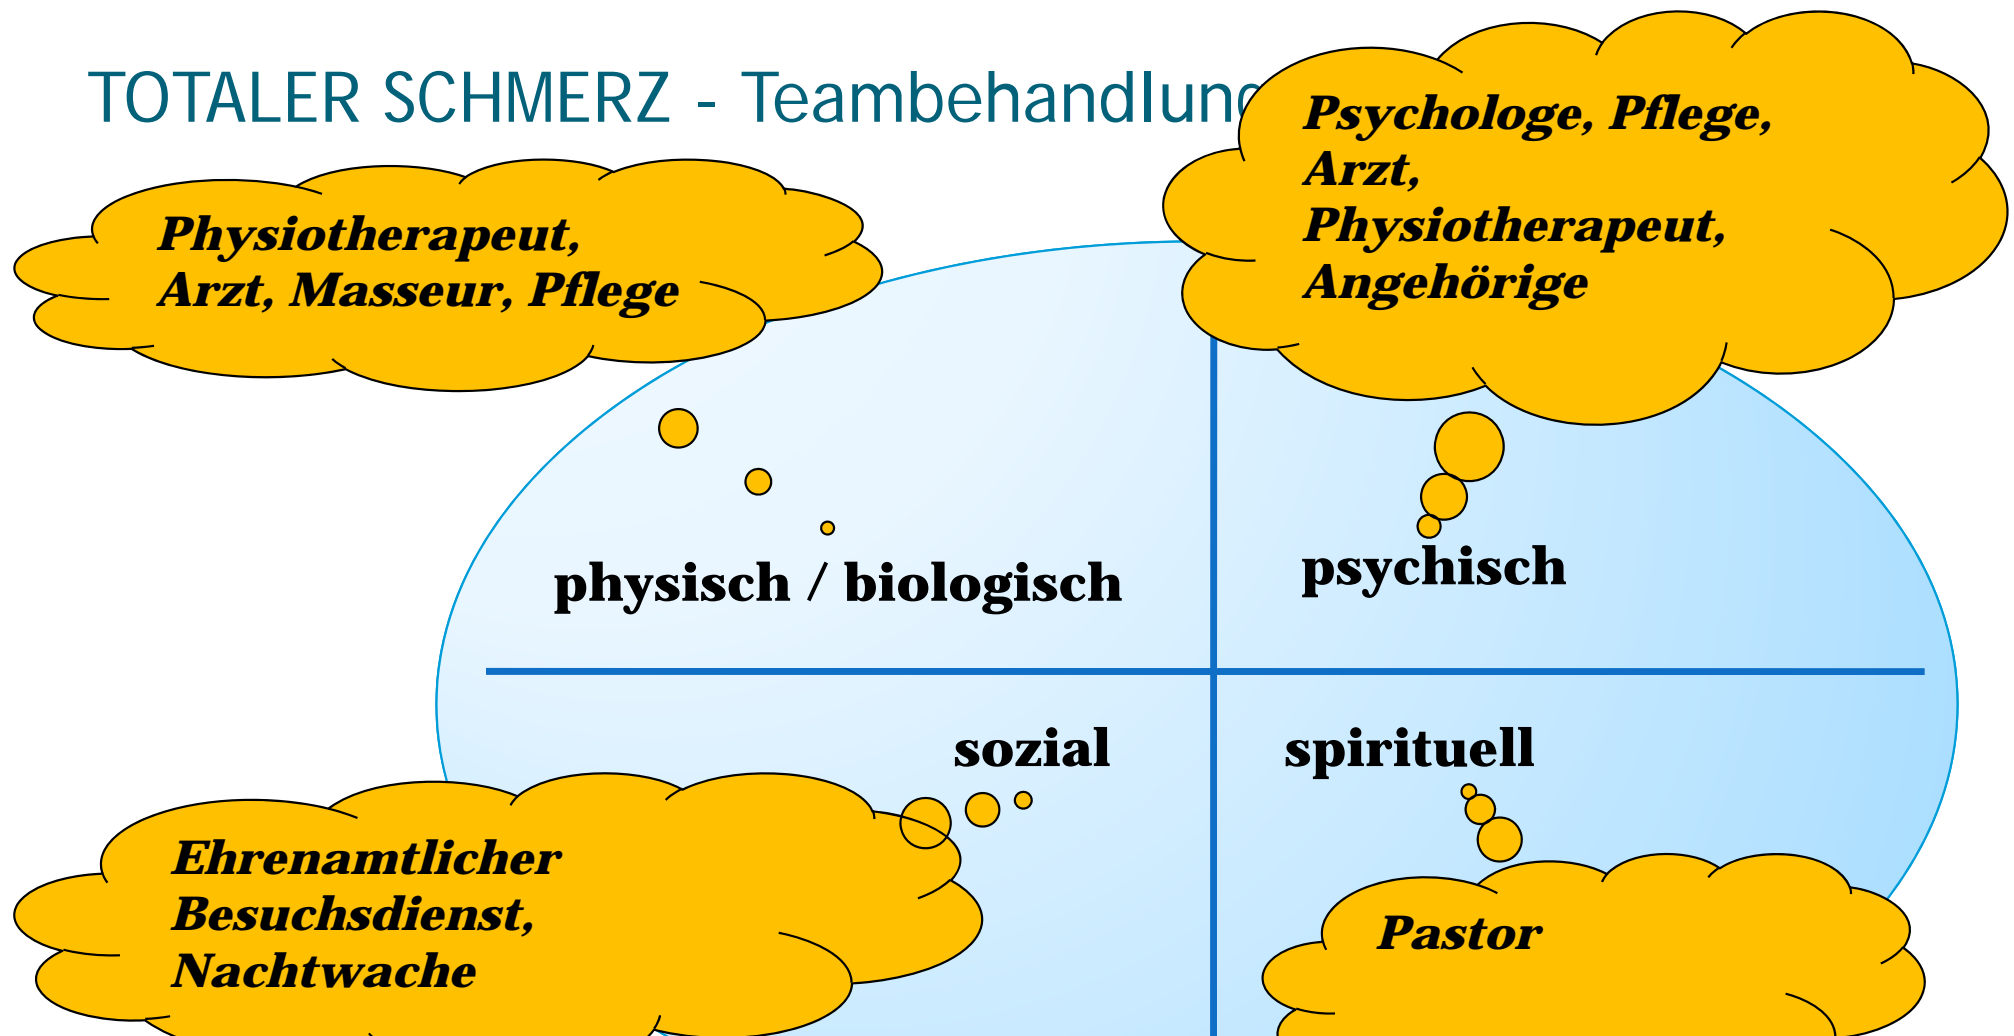 TOTALER SCHMERZ - Teambehandlung
Physiotherapeut,
Arzt, Masseur, Pflege
Psychologe, Pflege,
Arzt,
Physiotherapeut,
Angehörige
physisch / biologisch
psychisch
sozial
spirituell
Ehrenamtlicher
Besuchsdienst,
Nachtwache
Pastor